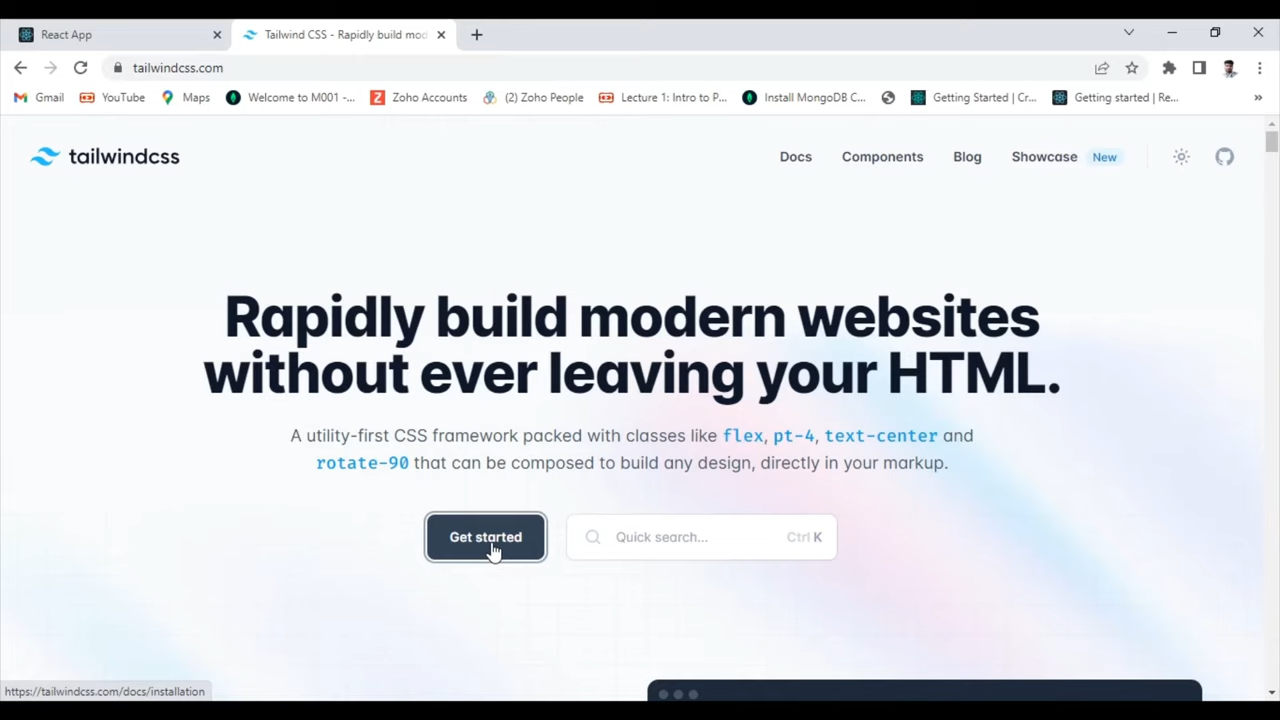 React App
Tailwind CSS - Rapidly build mod
tailwindcss.com
Gmail
YouTube
Maps
Welcome to M001 -...
Zoho Accounts
(2) Zoho People
Lecture 1: Intro to P...
Install MongoDB C...
Getting Started | Cr...
Getting started | Re...
»
tailwindcss
Docs
Components
Blog
Showcase
New
Rapidly build modern websites
without ever leaving your HTML.
A utility-first CSS framework packed with classes like flex, pt-4, text-center and
rotate-90 that can be composed to build any design, directly in your markup.
Get started
Quick search...
Ctrl K
https://tailwindcss.com/docs/installation